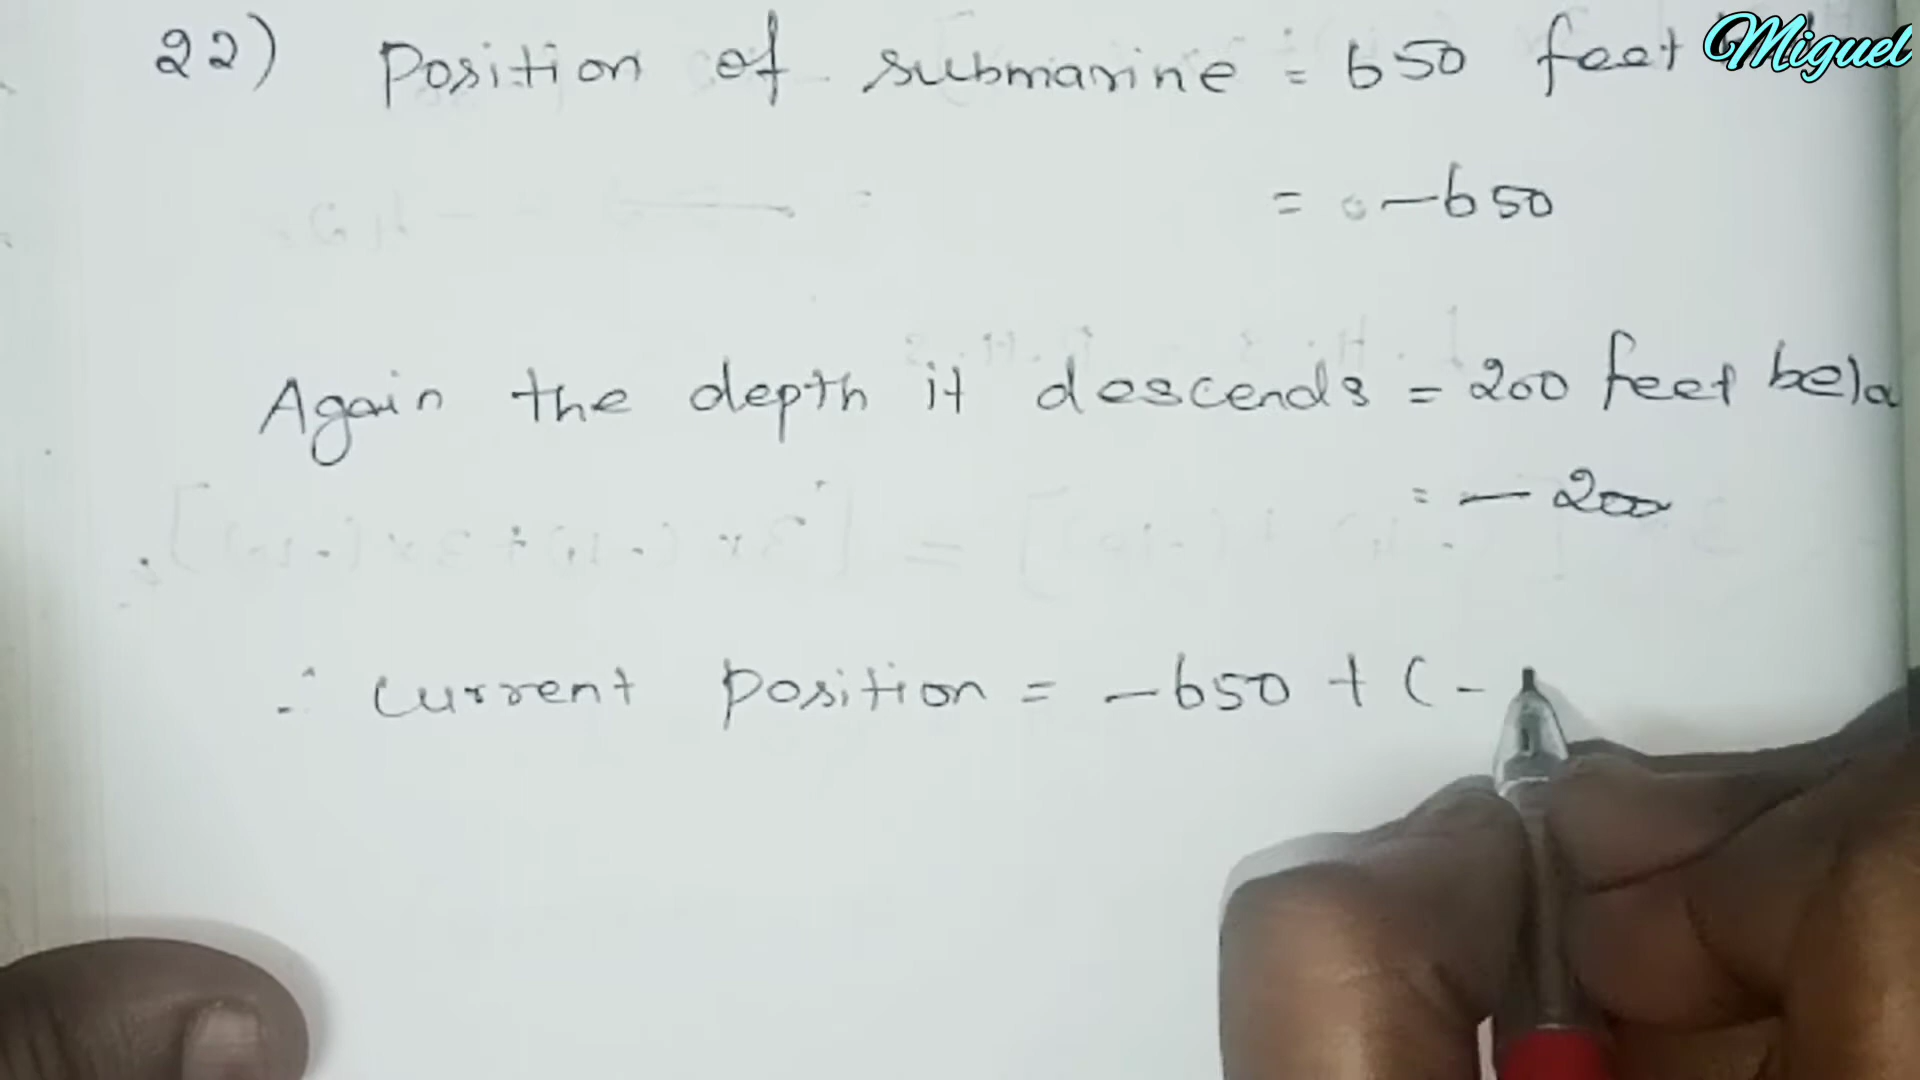 22) Position of submarine = 650 feet
Miguel
= -650
Again the depth it descends = 200 feet belo
= - 200
∴ current position = -650 + (-